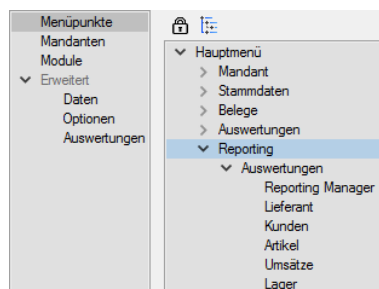 Menüpunkte
Mandanten
Module
Erweitert
Daten
Optionen
Auswertungen
Hauptmenü
Mandant
Stammdaten
Belege
Auswertungen
Reporting
Auswertungen
Reporting Manager
Lieferant
Kunden
Artikel
Umsätze
Lager